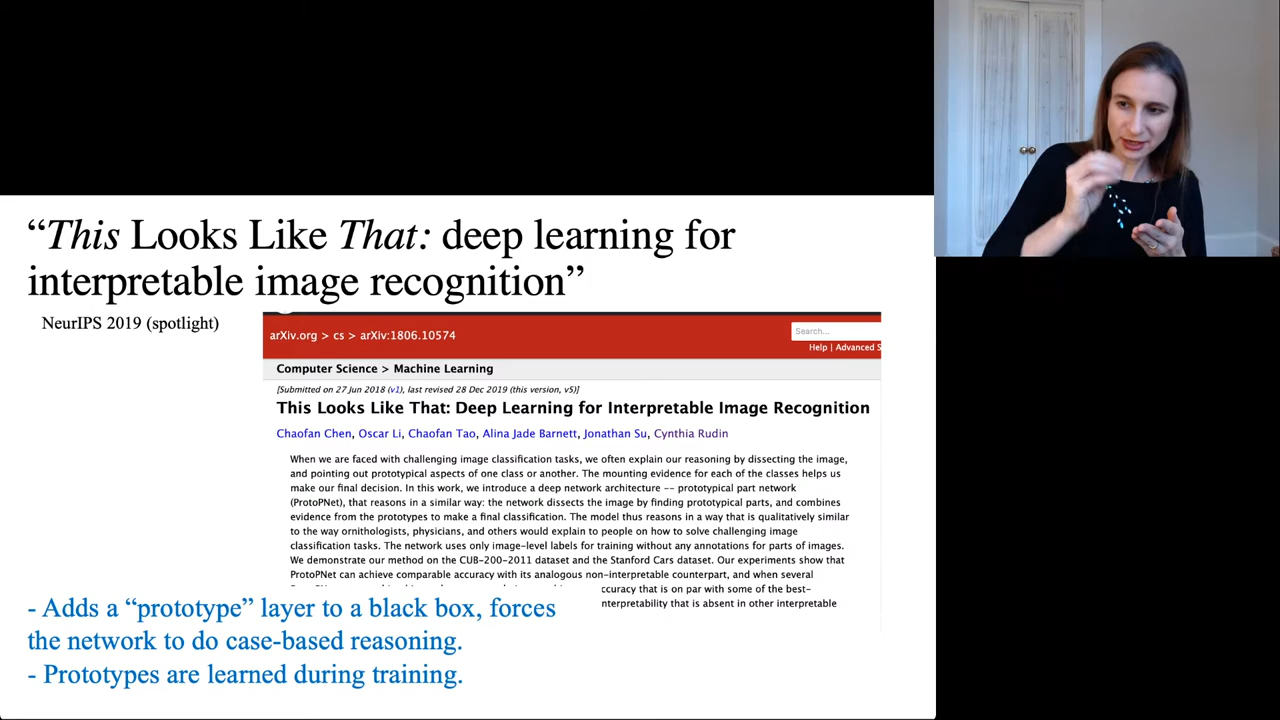 “This Looks Like That: deep learning for
interpretable image recognition”
NeurIPS 2019 (spotlight)
arXiv.org > cs > arXiv:1806.10574
Search...
Help | Advanced S
Computer Science > Machine Learning
[Submitted on 27 Jun 2018 (v1), last revised 28 Dec 2019 (this version, v5)]
This Looks Like That: Deep Learning for Interpretable Image Recognition
Chaofan Chen, Oscar Li, Chaofan Tao, Alina Jade Barnett, Jonathan Su, Cynthia Rudin
When we are faced with challenging image classification tasks, we often explain our reasoning by dissecting the image,
and pointing out prototypical aspects of one class or another. The mounting evidence for each of the classes helps us
make our final decision. In this work, we introduce a deep network architecture -- prototypical part network
(ProtoPNet), that reasons in a similar way: the network dissects the image by finding prototypical parts, and combines
evidence from the prototypes to make a final classification. The model thus reasons in a way that is qualitatively similar
to the way ornithologists, physicians, and others would explain to people on how to solve challenging image
classification tasks. The network uses only image-level labels for training without any annotations for parts of images.
We demonstrate our method on the CUB-200-2011 dataset and the Stanford Cars dataset. Our experiments show that
ProtoPNet can achieve comparable accuracy with its analogous non-interpretable counterpart, and when several
accuracy that is on par with some of the best-
nterpretability that is absent in other interpretable
- Adds a “prototype” layer to a black box, forces
the network to do case-based reasoning.
- Prototypes are learned during training.